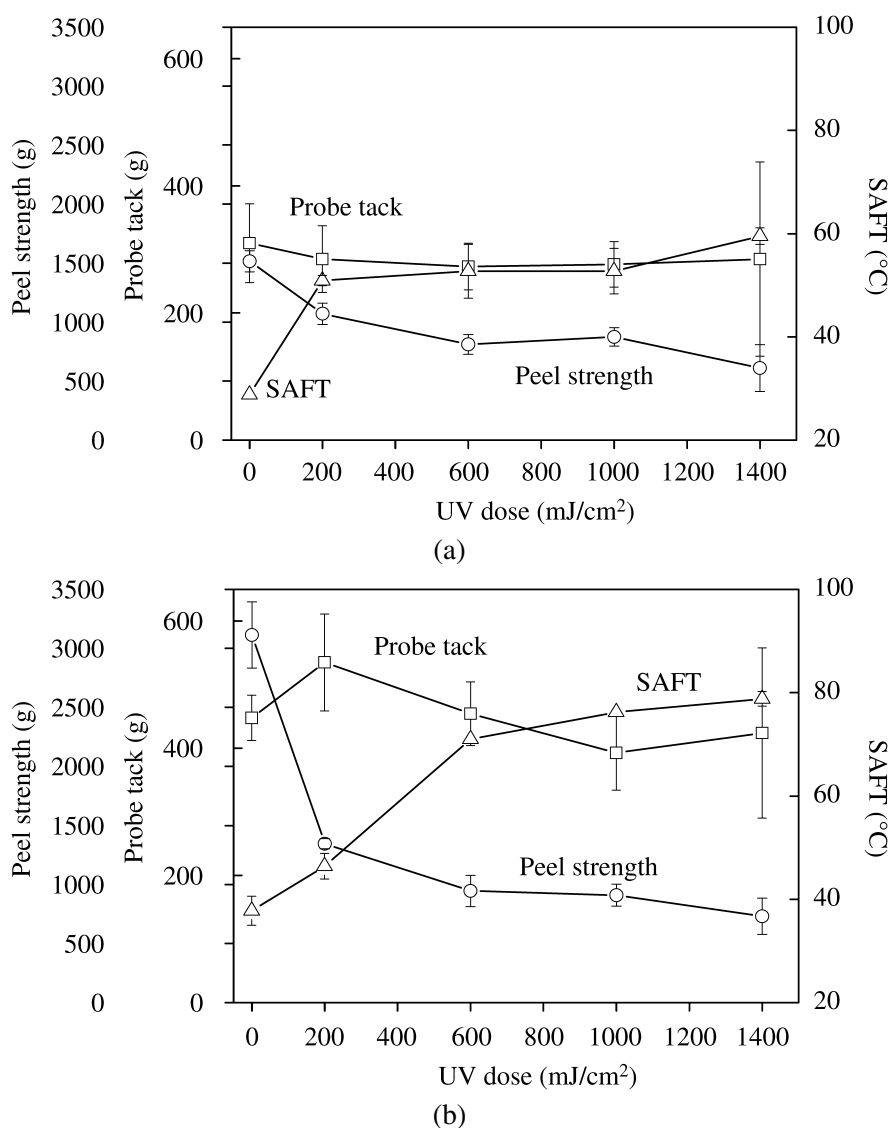 3500
3000
2500
2000
1500
1000
500
0
Peel strength (g)
600
400
200
0
Probe tack (g)
100
80
60
40
20
SAFT (°C)
Probe tack
SAFT
Peel strength
0 200 400 600 800 1000 1200 1400
UV dose (mJ/cm²)
(a)
3500
3000
2500
2000
1500
1000
500
0
Peel strength (g)
600
400
200
0
Probe tack (g)
100
80
60
40
20
SAFT (°C)
Probe tack
SAFT
Peel strength
0 200 400 600 800 1000 1200 1400
UV dose (mJ/cm²)
(b)